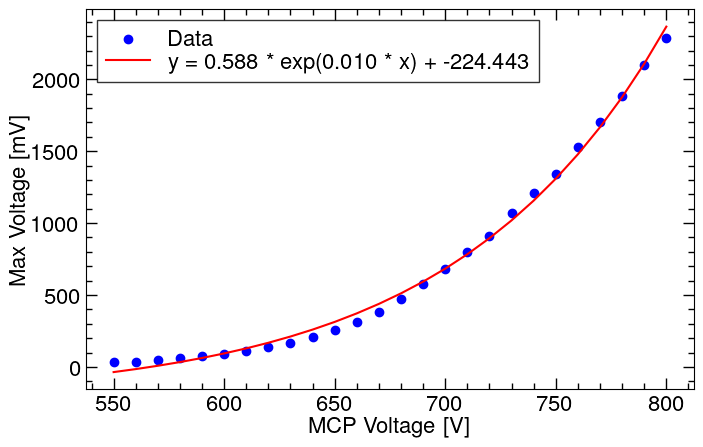 Data
y = 0.588 * exp(0.010 * x) + -224.443
Max Voltage [mV]
2000
1500
1000
500
0
550 600 650 700 750 800
MCP Voltage [V]